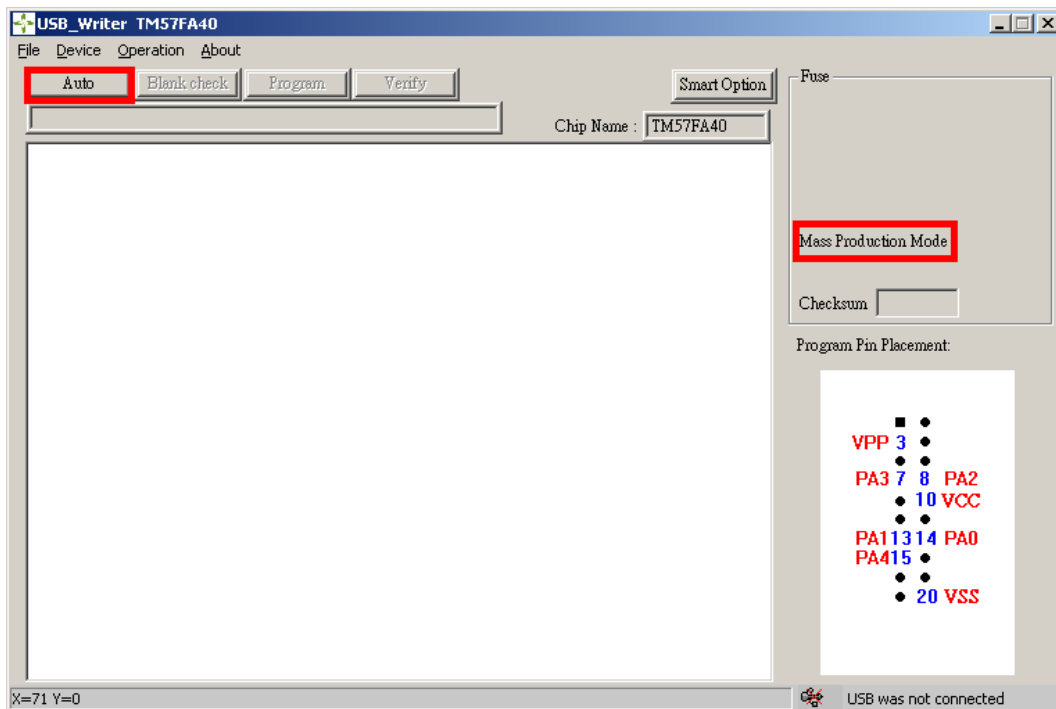 USB_Writer TM57FA40
File Device Operation About
Auto Blank check Program Verify Smart Option
Chip Name : TM57FA40
Fuse
Mass Production Mode
Checksum
Program Pin Placement:
VPP 3
PA3 7 8 PA2
10 VCC
PA1 13 14 PA0
PA4 15
20 VSS
X=71 Y=0 USB was not connected